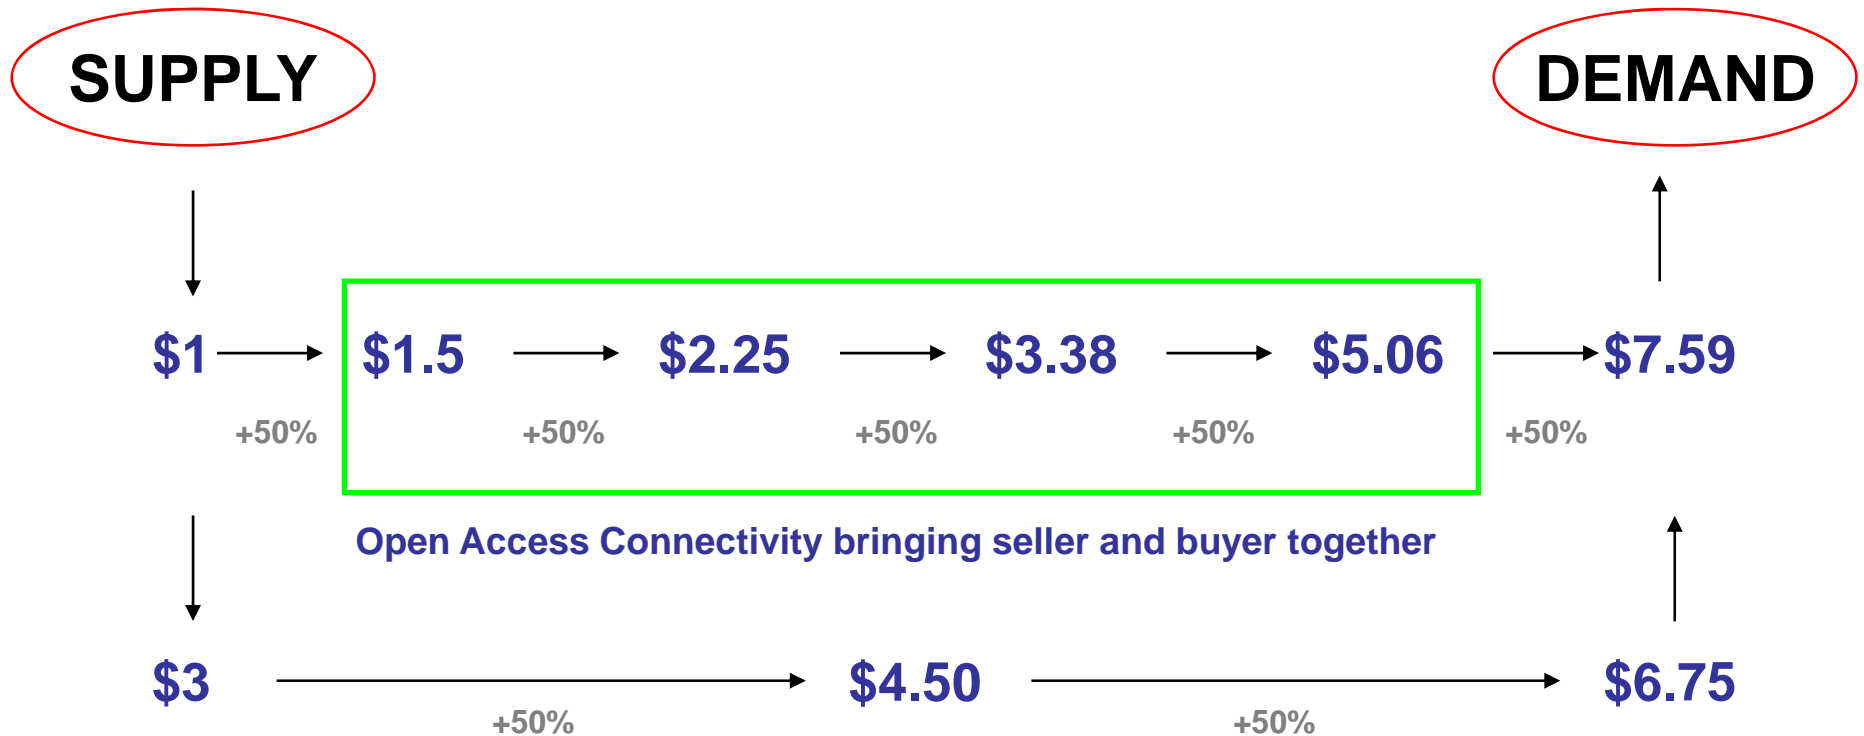 SUPPLY DEMAND
$1 $1.5 $2.25 $3.38 $5.06 $7.59
+50% +50% +50% +50% +50%
Open Access Connectivity bringing seller and buyer together
$3 $4.50 $6.75
+50% +50%